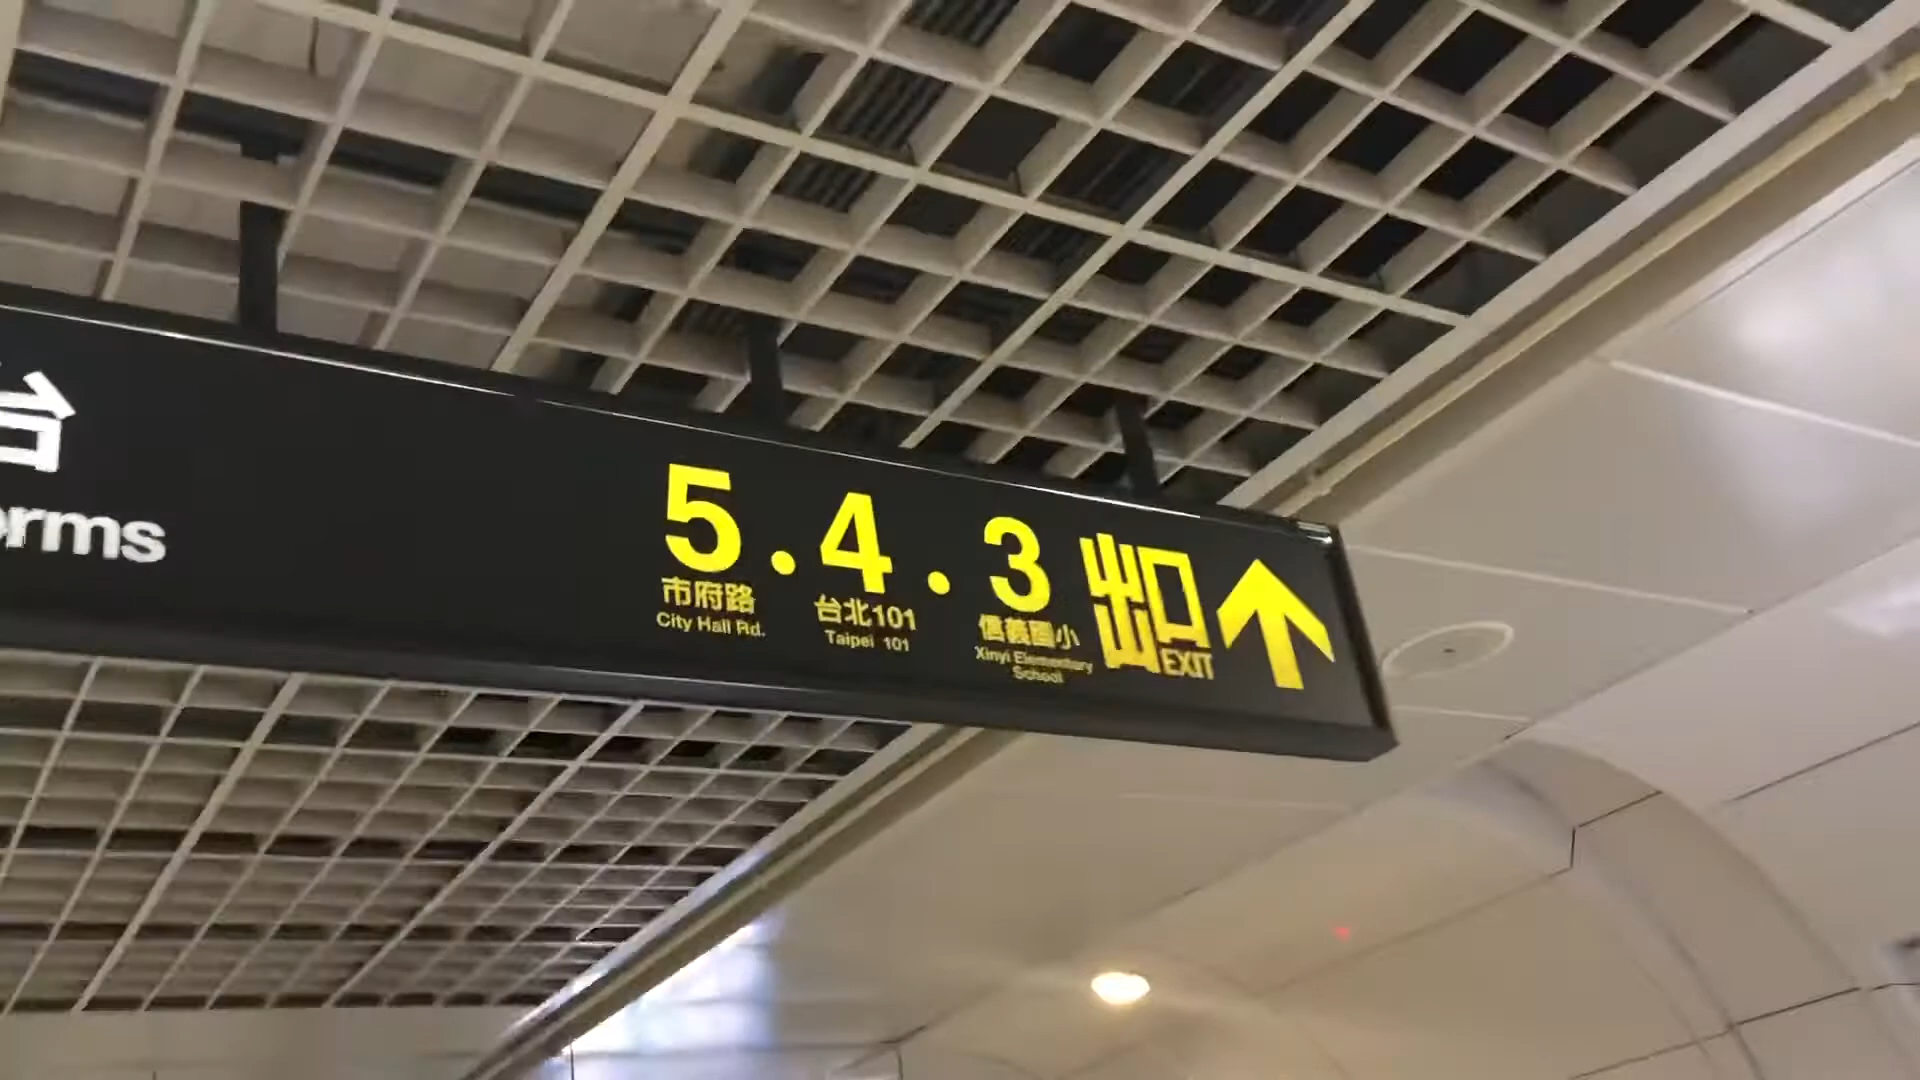 台
orms
5.4.3 出口 EXIT
市府路
City Hall Rd.
台北101
Taipei 101
信義國小
Xinyi Elementary
School